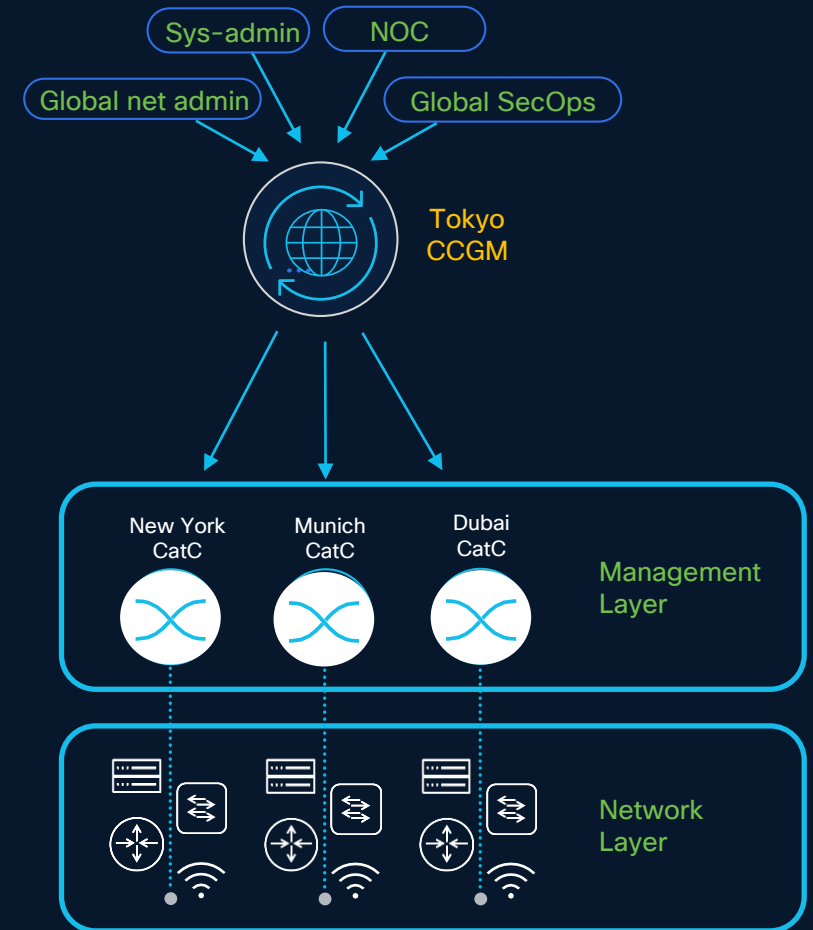 Sys-admin
NOC
Global net admin
Global SecOps
Tokyo
CCGM
New York
CatC
Munich
CatC
Dubai
CatC
Management
Layer
Network
Layer